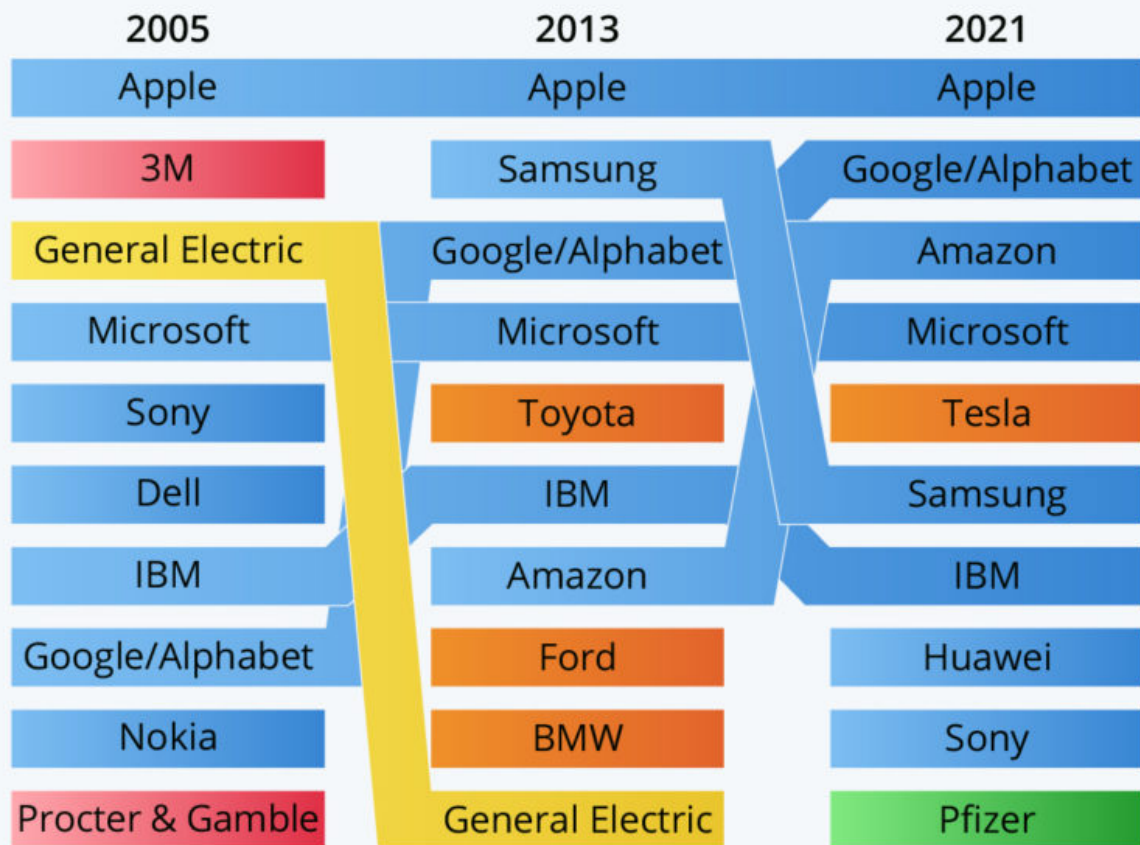 2005 2013 2021
Apple Apple Apple
3M Samsung Google/Alphabet
General Electric Google/Alphabet Amazon
Microsoft Microsoft Microsoft
Sony Toyota Tesla
Dell IBM Samsung
IBM Amazon IBM
Google/Alphabet Ford Huawei
Nokia BMW Sony
Procter & Gamble General Electric Pfizer